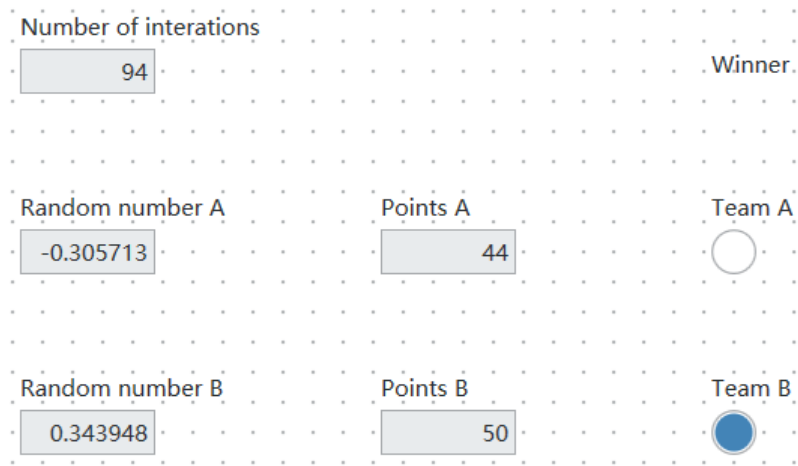 Number of interations
94
Winner
Random number A
Points A
Team A
-0.305713
44
Random number B
Points B
Team B
0.343948
50